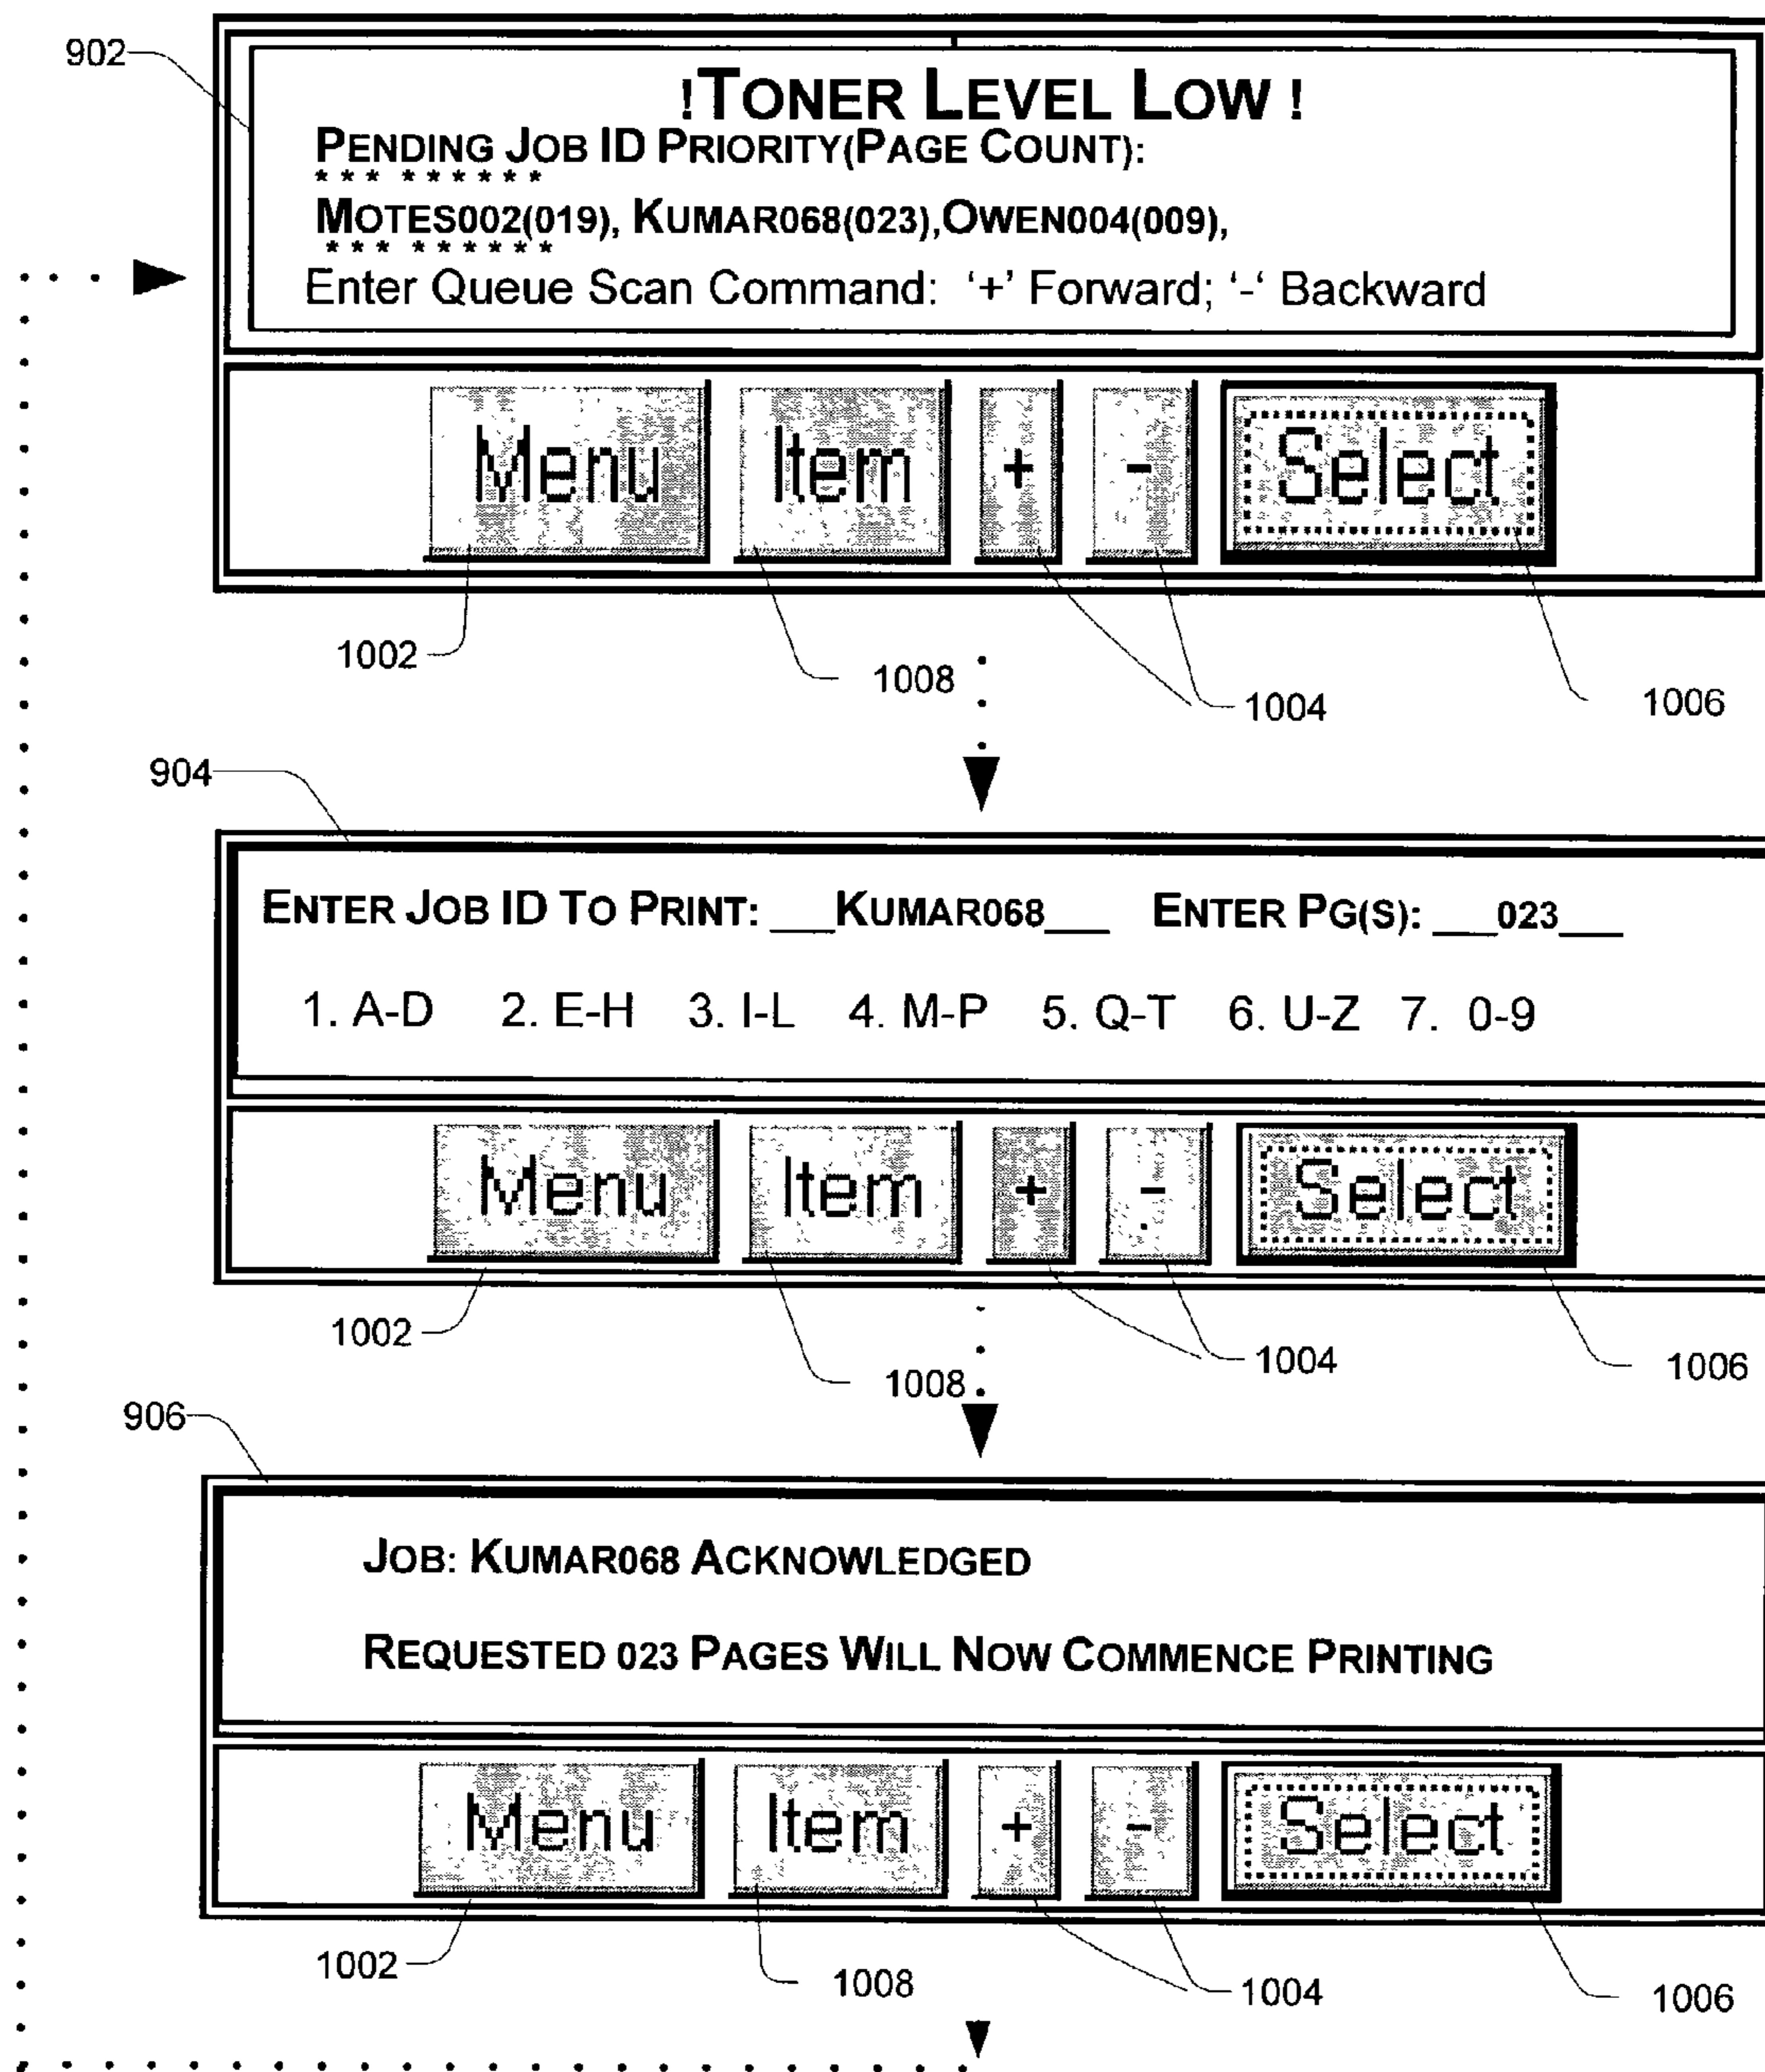 902
!TONER LEVEL LOW !
PENDING JOB ID PRIORITY(PAGE COUNT):
* * * * * * * * *
MOTES002(019), KUMAR068(023),OWEN004(009),
* * * * * * * * *
Enter Queue Scan Command: '+' Forward; '-' Backward
Menu Item + - Select
1002 1008 1004 1006
904
ENTER JOB ID TO PRINT: ___KUMAR068___ ENTER PG(S): ___023___
1. A-D 2. E-H 3. I-L 4. M-P 5. Q-T 6. U-Z 7. 0-9
Menu Item + - Select
1002 1008 1004 1006
906
JOB: KUMAR068 ACKNOWLEDGED
REQUESTED 023 PAGES WILL NOW COMMENCE PRINTING
Menu Item + - Select
1002 1008 1004 1006